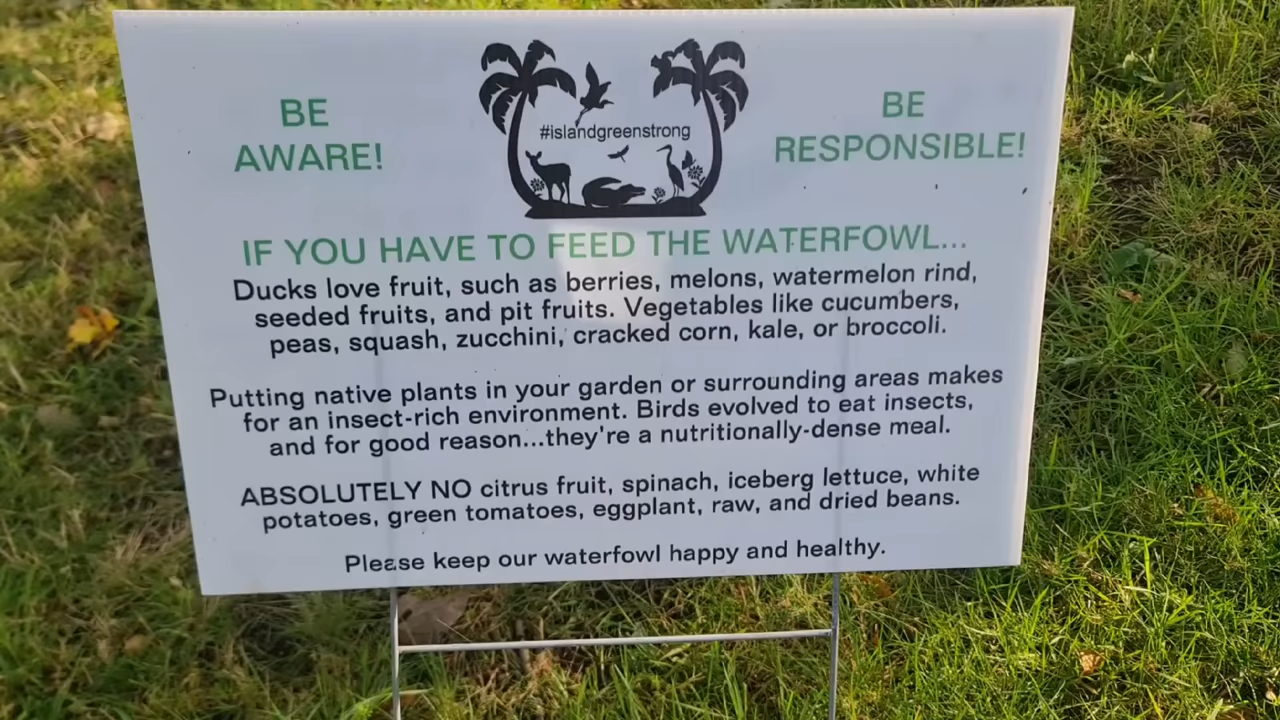 BE
AWARE!
#islandgreenstrong
BE
RESPONSIBLE!
IF YOU HAVE TO FEED THE WATERFOWL...
Ducks love fruit, such as berries, melons, watermelon rind,
seeded fruits, and pit fruits. Vegetables like cucumbers,
peas, squash, zucchini, cracked corn, kale, or broccoli.
Putting native plants in your garden or surrounding areas makes
for an insect-rich environment. Birds evolved to eat insects,
and for good reason...they're a nutritionally-dense meal.
ABSOLUTELY NO citrus fruit, spinach, iceberg lettuce, white
potatoes, green tomatoes, eggplant, raw, and dried beans.
Please keep our waterfowl happy and healthy.